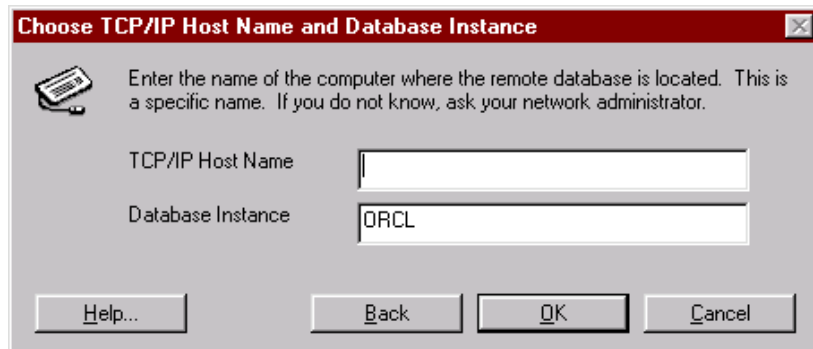 Choose TCP/IP Host Name and Database Instance
Enter the name of the computer where the remote database is located.  This is
a specific name.  If you do not know, ask your network administrator.
TCP/IP Host Name
Database Instance
ORCL
Help...
Back
OK
Cancel